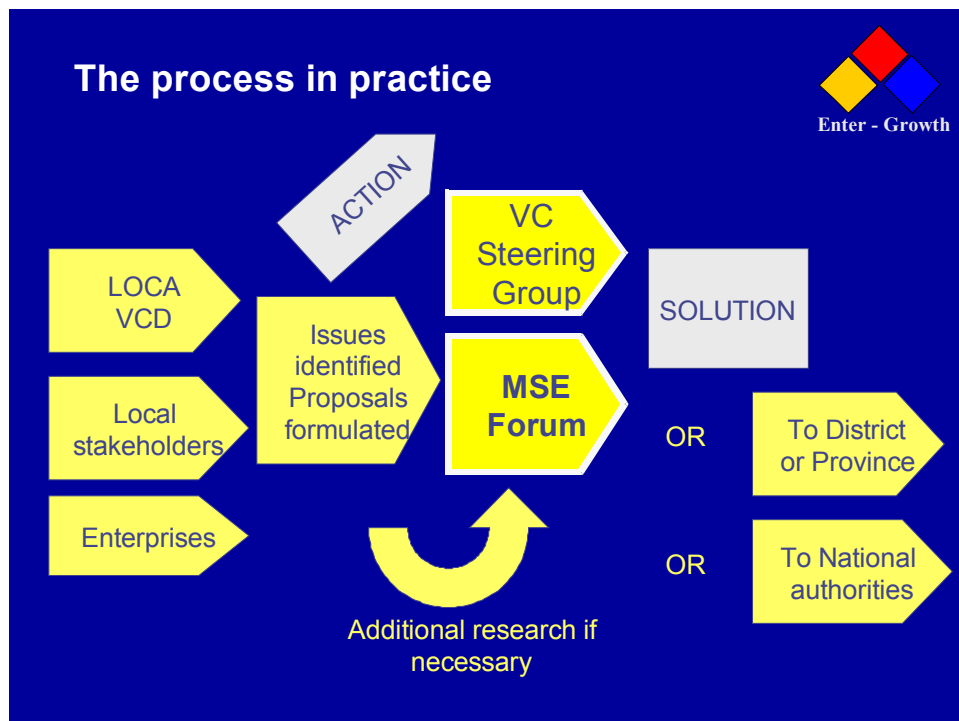 The process in practice
Enter - Growth
ACTION
VC
Steering
Group
LOCA
VCD
SOLUTION
Issues
identified
Proposals
formulated
MSE
Forum
Local
stakeholders
OR
To District
or Province
Enterprises
OR
To National
authorities
Additional research if
necessary